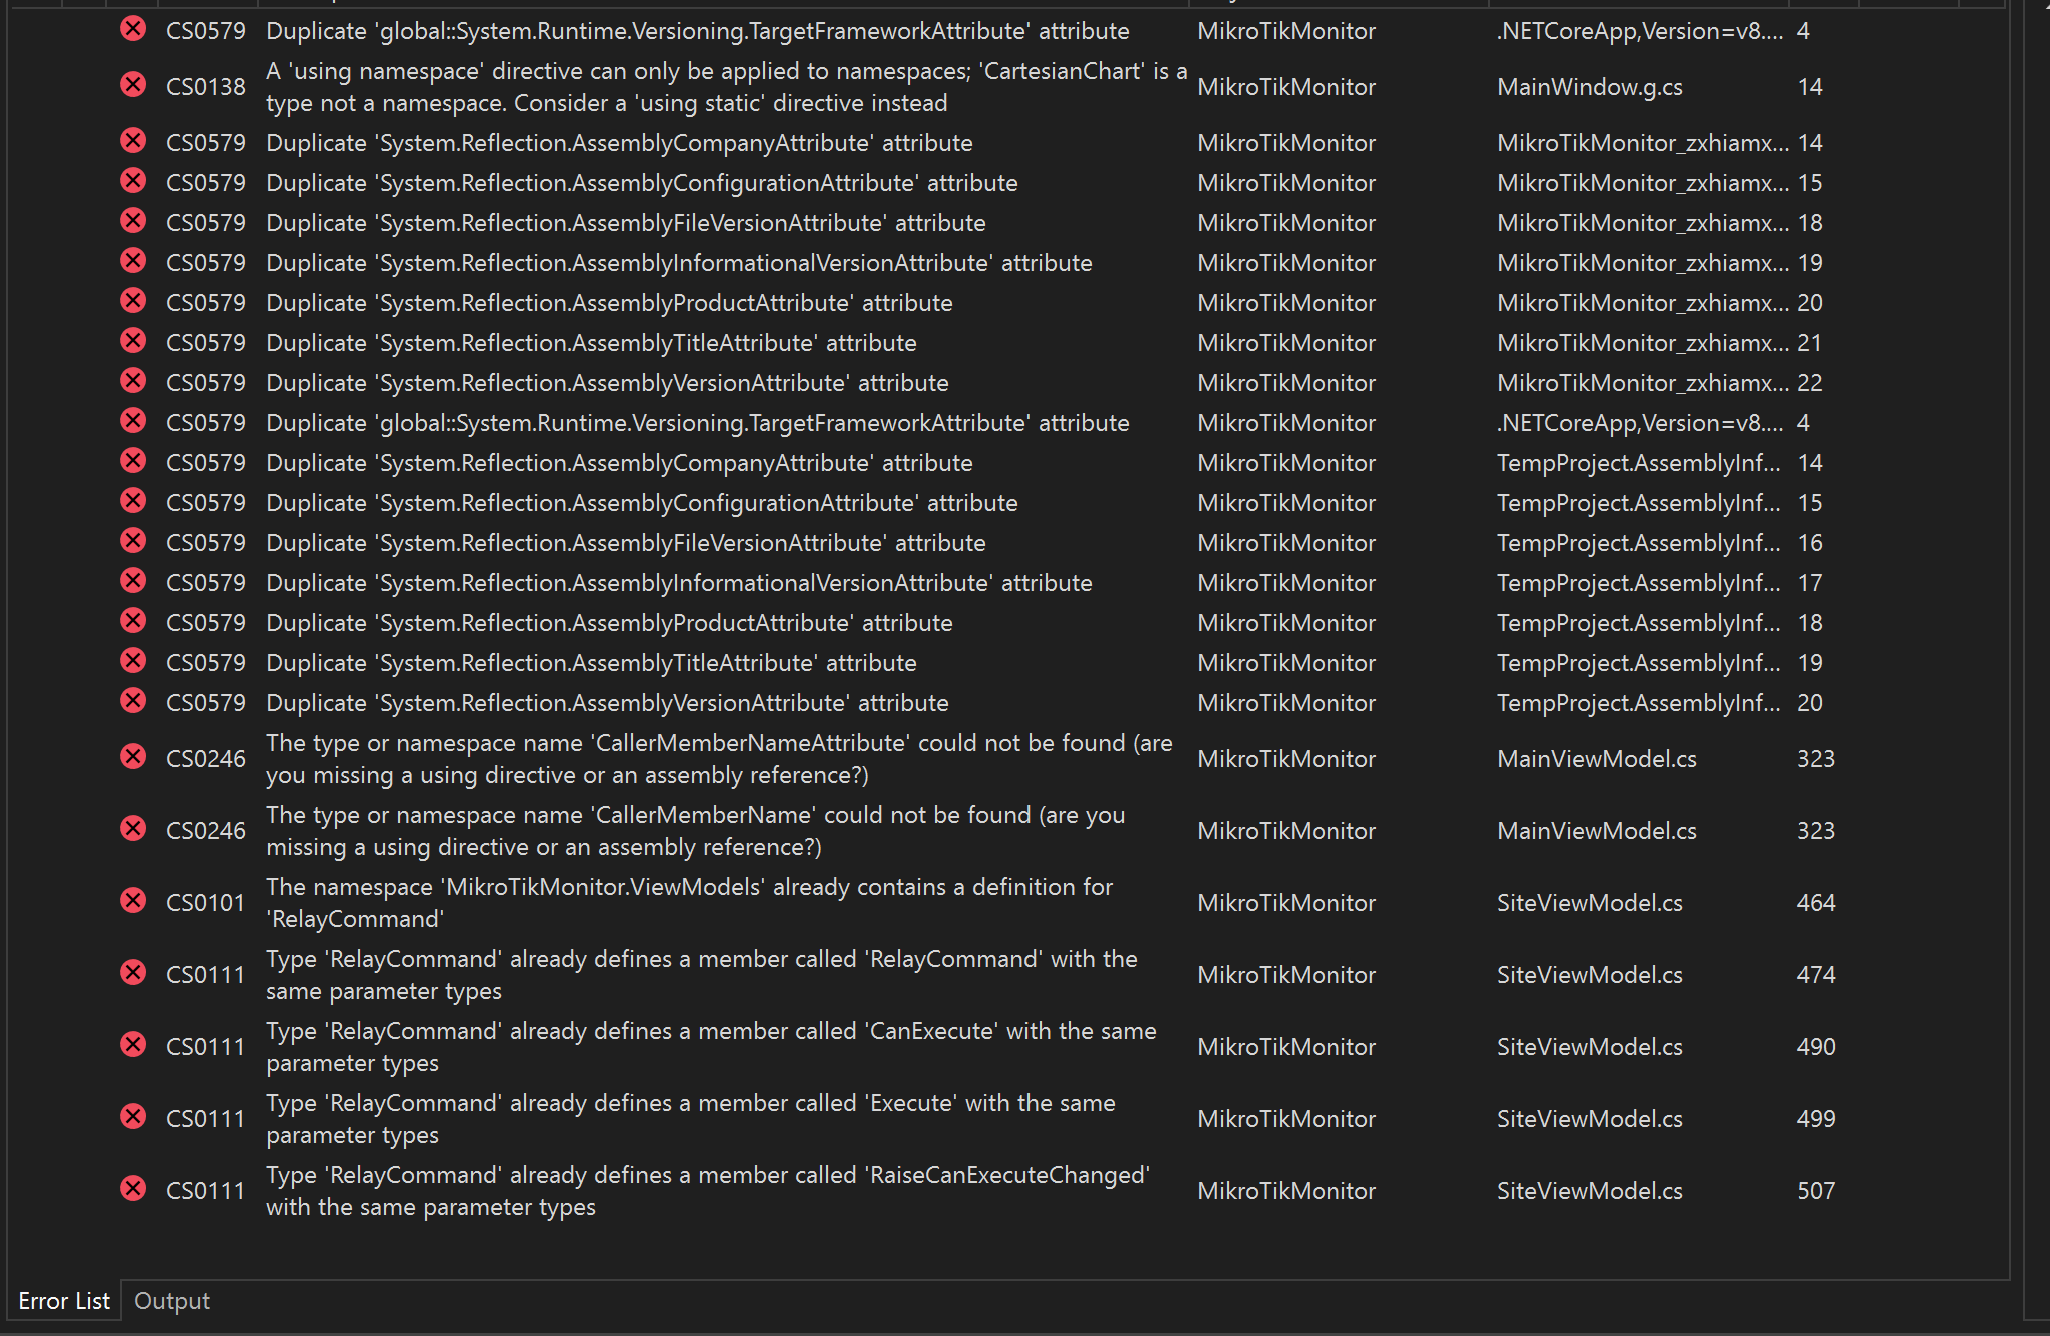 CS0579 Duplicate 'global::System.Runtime.Versioning.TargetFrameworkAttribute' attribute MikroTikMonitor .NETCoreApp,Version=v8.... 4
CS0138 A 'using namespace' directive can only be applied to namespaces; 'CartesianChart' is a
type not a namespace. Consider a 'using static' directive instead MikroTikMonitor MainWindow.g.cs 14
CS0579 Duplicate 'System.Reflection.AssemblyCompanyAttribute' attribute MikroTikMonitor MikroTikMonitor_zxhiamx... 14
CS0579 Duplicate 'System.Reflection.AssemblyConfigurationAttribute' attribute MikroTikMonitor MikroTikMonitor_zxhiamx... 15
CS0579 Duplicate 'System.Reflection.AssemblyFileVersionAttribute' attribute MikroTikMonitor MikroTikMonitor_zxhiamx... 18
CS0579 Duplicate 'System.Reflection.AssemblyInformationalVersionAttribute' attribute MikroTikMonitor MikroTikMonitor_zxhiamx... 19
CS0579 Duplicate 'System.Reflection.AssemblyProductAttribute' attribute MikroTikMonitor MikroTikMonitor_zxhiamx... 20
CS0579 Duplicate 'System.Reflection.AssemblyTitleAttribute' attribute MikroTikMonitor MikroTikMonitor_zxhiamx... 21
CS0579 Duplicate 'System.Reflection.AssemblyVersionAttribute' attribute MikroTikMonitor MikroTikMonitor_zxhiamx... 22
CS0579 Duplicate 'global::System.Runtime.Versioning.TargetFrameworkAttribute' attribute MikroTikMonitor .NETCoreApp,Version=v8.... 4
CS0579 Duplicate 'System.Reflection.AssemblyCompanyAttribute' attribute MikroTikMonitor TempProject.AssemblyInf... 14
CS0579 Duplicate 'System.Reflection.AssemblyConfigurationAttribute' attribute MikroTikMonitor TempProject.AssemblyInf... 15
CS0579 Duplicate 'System.Reflection.AssemblyFileVersionAttribute' attribute MikroTikMonitor TempProject.AssemblyInf... 16
CS0579 Duplicate 'System.Reflection.AssemblyInformationalVersionAttribute' attribute MikroTikMonitor TempProject.AssemblyInf... 17
CS0579 Duplicate 'System.Reflection.AssemblyProductAttribute' attribute MikroTikMonitor TempProject.AssemblyInf... 18
CS0579 Duplicate 'System.Reflection.AssemblyTitleAttribute' attribute MikroTikMonitor TempProject.AssemblyInf... 19
CS0579 Duplicate 'System.Reflection.AssemblyVersionAttribute' attribute MikroTikMonitor TempProject.AssemblyInf... 20
CS0246 The type or namespace name 'CallerMemberNameAttribute' could not be found (are
you missing a using directive or an assembly reference?) MikroTikMonitor MainViewModel.cs 323
CS0246 The type or namespace name 'CallerMemberName' could not be found (are you
missing a using directive or an assembly reference?) MikroTikMonitor MainViewModel.cs 323
CS0101 The namespace 'MikroTikMonitor.ViewModels' already contains a definition for
'RelayCommand' MikroTikMonitor SiteViewModel.cs 464
CS0111 Type 'RelayCommand' already defines a member called 'RelayCommand' with the
same parameter types MikroTikMonitor SiteViewModel.cs 474
CS0111 Type 'RelayCommand' already defines a member called 'CanExecute' with the same
parameter types MikroTikMonitor SiteViewModel.cs 490
CS0111 Type 'RelayCommand' already defines a member called 'Execute' with the same
parameter types MikroTikMonitor SiteViewModel.cs 499
CS0111 Type 'RelayCommand' already defines a member called 'RaiseCanExecuteChanged'
with the same parameter types MikroTikMonitor SiteViewModel.cs 507
Error List Output